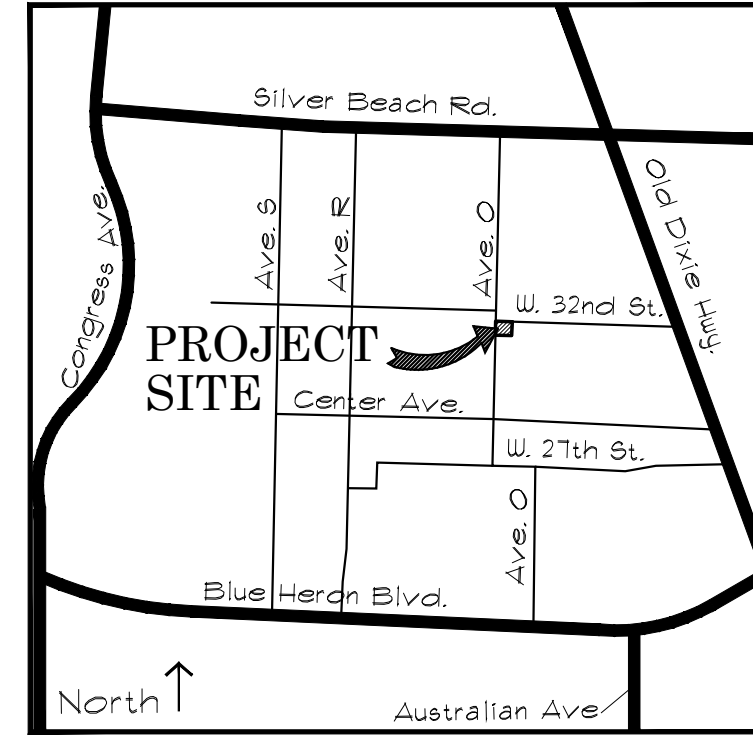 Silver Beach Rd.
Congress Ave.
Ave. S
Ave. R
Ave. O
Old Dixie Hwy.
W. 32nd St.
PROJECT
SITE
Center Ave.
W. 27th St.
Ave. O
Blue Heron Blvd.
North
Australian Ave